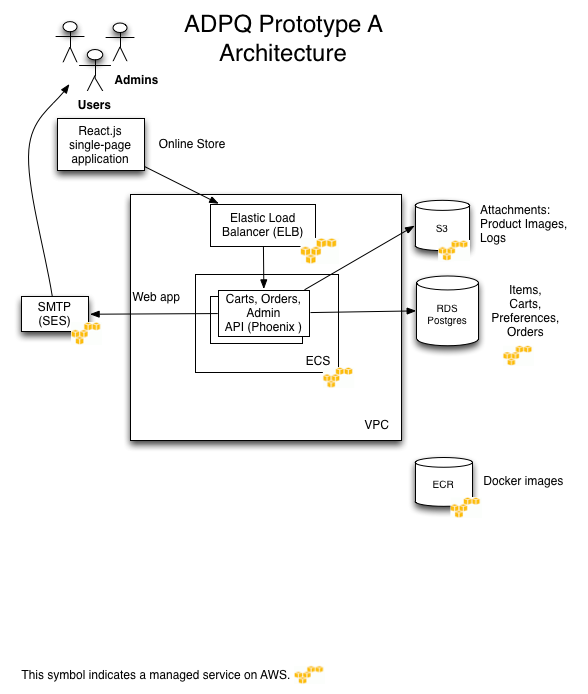 ADPQ Prototype A
Architecture
Admins
Users
React.js
single-page
application
Online Store
Elastic Load
Balancer (ELB)
S3
Attachments:
Product Images,
Logs
Web app
SMTP
(SES)
Carts, Orders,
Admin
API (Phoenix )
ECS
RDS
Postgres
Items,
Carts,
Preferences,
Orders
VPC
ECR
Docker images
This symbol indicates a managed service on AWS.